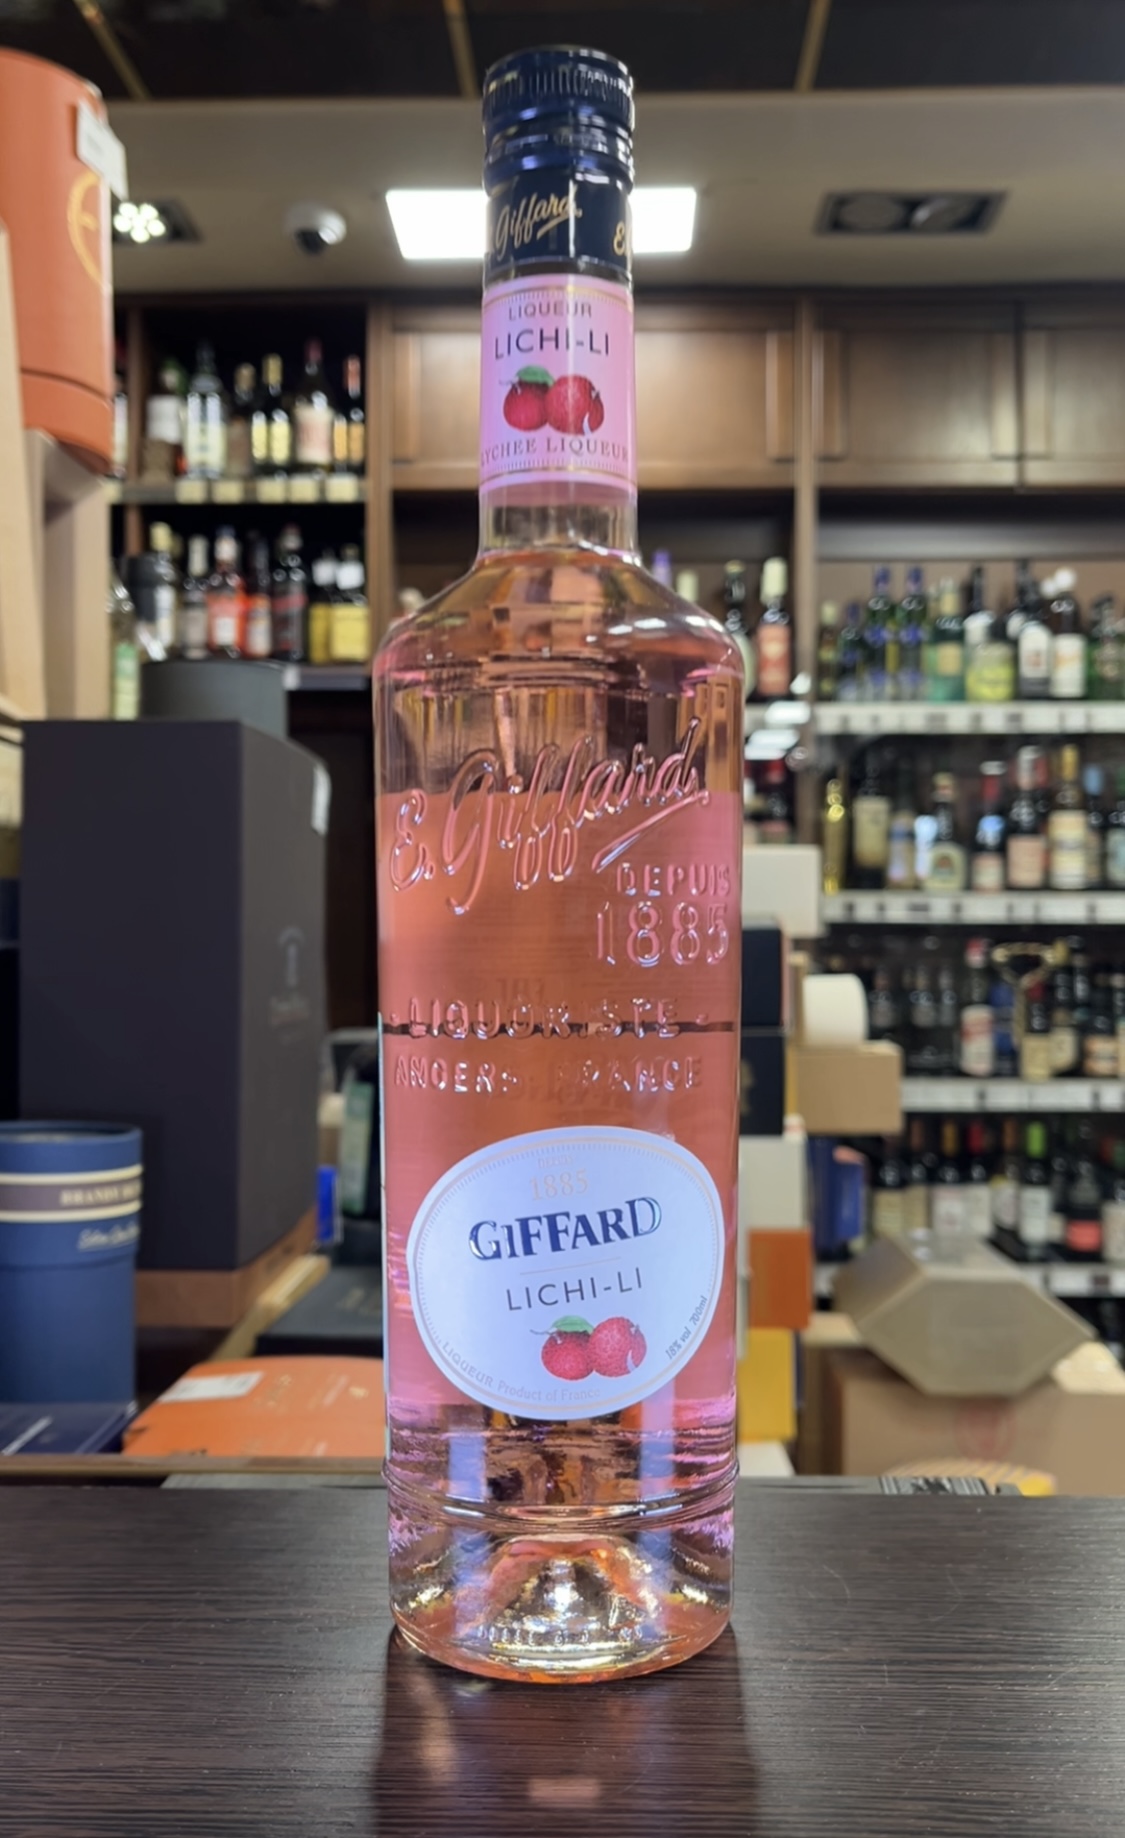 Giffard
LIQUEUR
LICHI-LI
LYCHEE LIQUEUR
E. Giffard
DEPUIS
1885
· LIQUORISTE ·
ANGERS FRANCE
DEPUIS
1885
GIFFARD
LICHI-LI
LIQUEUR Product of France
18% vol 700ml